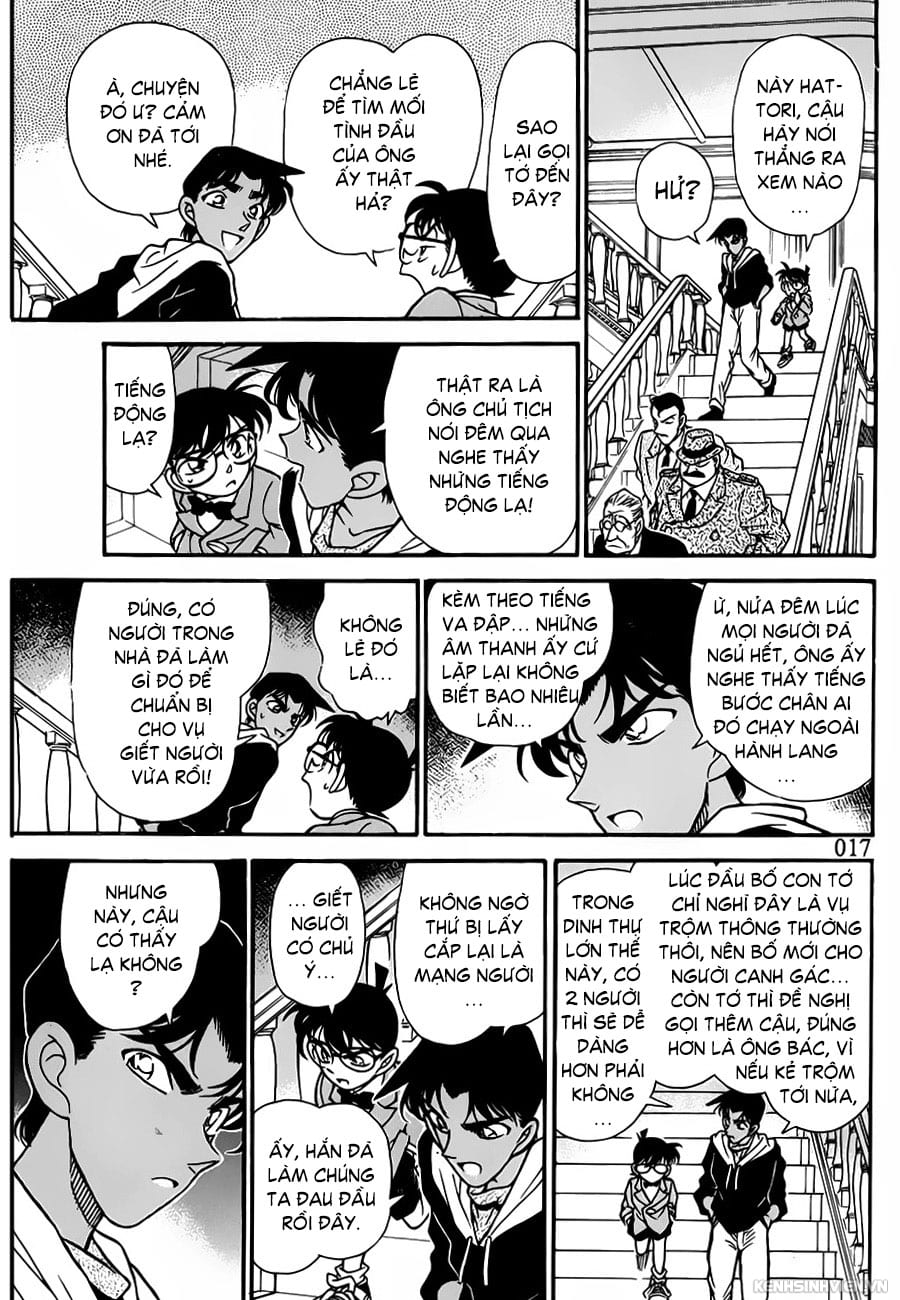 NÀY HAT-
TORI, CẬU
HÃY NÓI
THẲNG RA
XEM NÀO
...
HỬ?
SAO
LẠI GỌI
TỚ ĐẾN
ĐÂY?
CHẲNG LẼ
ĐỂ TÌM MỐI
TÌNH ĐẦU
CỦA ÔNG
ẤY THẬT
HẢ?
À, CHUYỆN
ĐÓ Ư? CẢM
ƠN ĐÃ TỚI
NHÉ.
THẬT RA LÀ
ÔNG CHỦ TỊCH
NÓI ĐÊM QUA
NGHE THẤY
NHỮNG TIẾNG
ĐỘNG LẠ!
TIẾNG
ĐỘNG
LẠ?
Ừ, NỬA ĐÊM LÚC
MỌI NGƯỜI ĐÃ
NGỦ HẾT, ÔNG ẤY
NGHE THẤY TIẾNG
BƯỚC CHÂN AI
ĐÓ CHẠY NGOÀI
HÀNH LANG
...
KÈM THEO TIẾNG
VA ĐẬP... NHỮNG
ÂM THANH ẤY CỨ
LẶP LẠI KHÔNG
BIẾT BAO NHIÊU
LẦN...
KHÔNG
LẼ ĐÓ
LÀ...
ĐÚNG, CÓ
NGƯỜI TRONG
NHÀ ĐÃ LÀM
GÌ ĐÓ ĐỂ
CHUẨN BỊ
CHO VỤ
GIẾT NGƯỜI
VỪA RỒI!
017
LÚC ĐẦU BỐ CON TỚ
CHỈ NGHĨ ĐÂY LÀ VỤ
TRỘM THÔNG THƯỜNG
THÔI, NÊN BỐ MỚI CHO
NGƯỜI CANH GÁC...
CÒN TỚ THÌ ĐỀ NGHỊ
GỌI THÊM CẬU, ĐÚNG
HƠN LÀ ÔNG BÁC, VÌ
NẾU KẺ TRỘM
TỚI NỮA,
TRONG
DINH THỰ
LỚN THẾ
NÀY, CÓ
2 NGƯỜI
THÌ SẼ DỄ
DÀNG
HƠN PHẢI
KHÔNG
...
KHÔNG NGỜ
THỨ BỊ LẤY
CẮP LẠI LÀ
MẠNG NGƯỜI
...
... GIẾT
NGƯỜI
CÓ CHỦ
Ý...
ẤY, HẮN ĐÃ
LÀM CHÚNG
TA ĐAU ĐẦU
RỒI ĐÂY.
NHƯNG
NÀY, CẬU
CÓ THẤY
LẠ KHÔNG
?
KENHSINHVIEN.VN